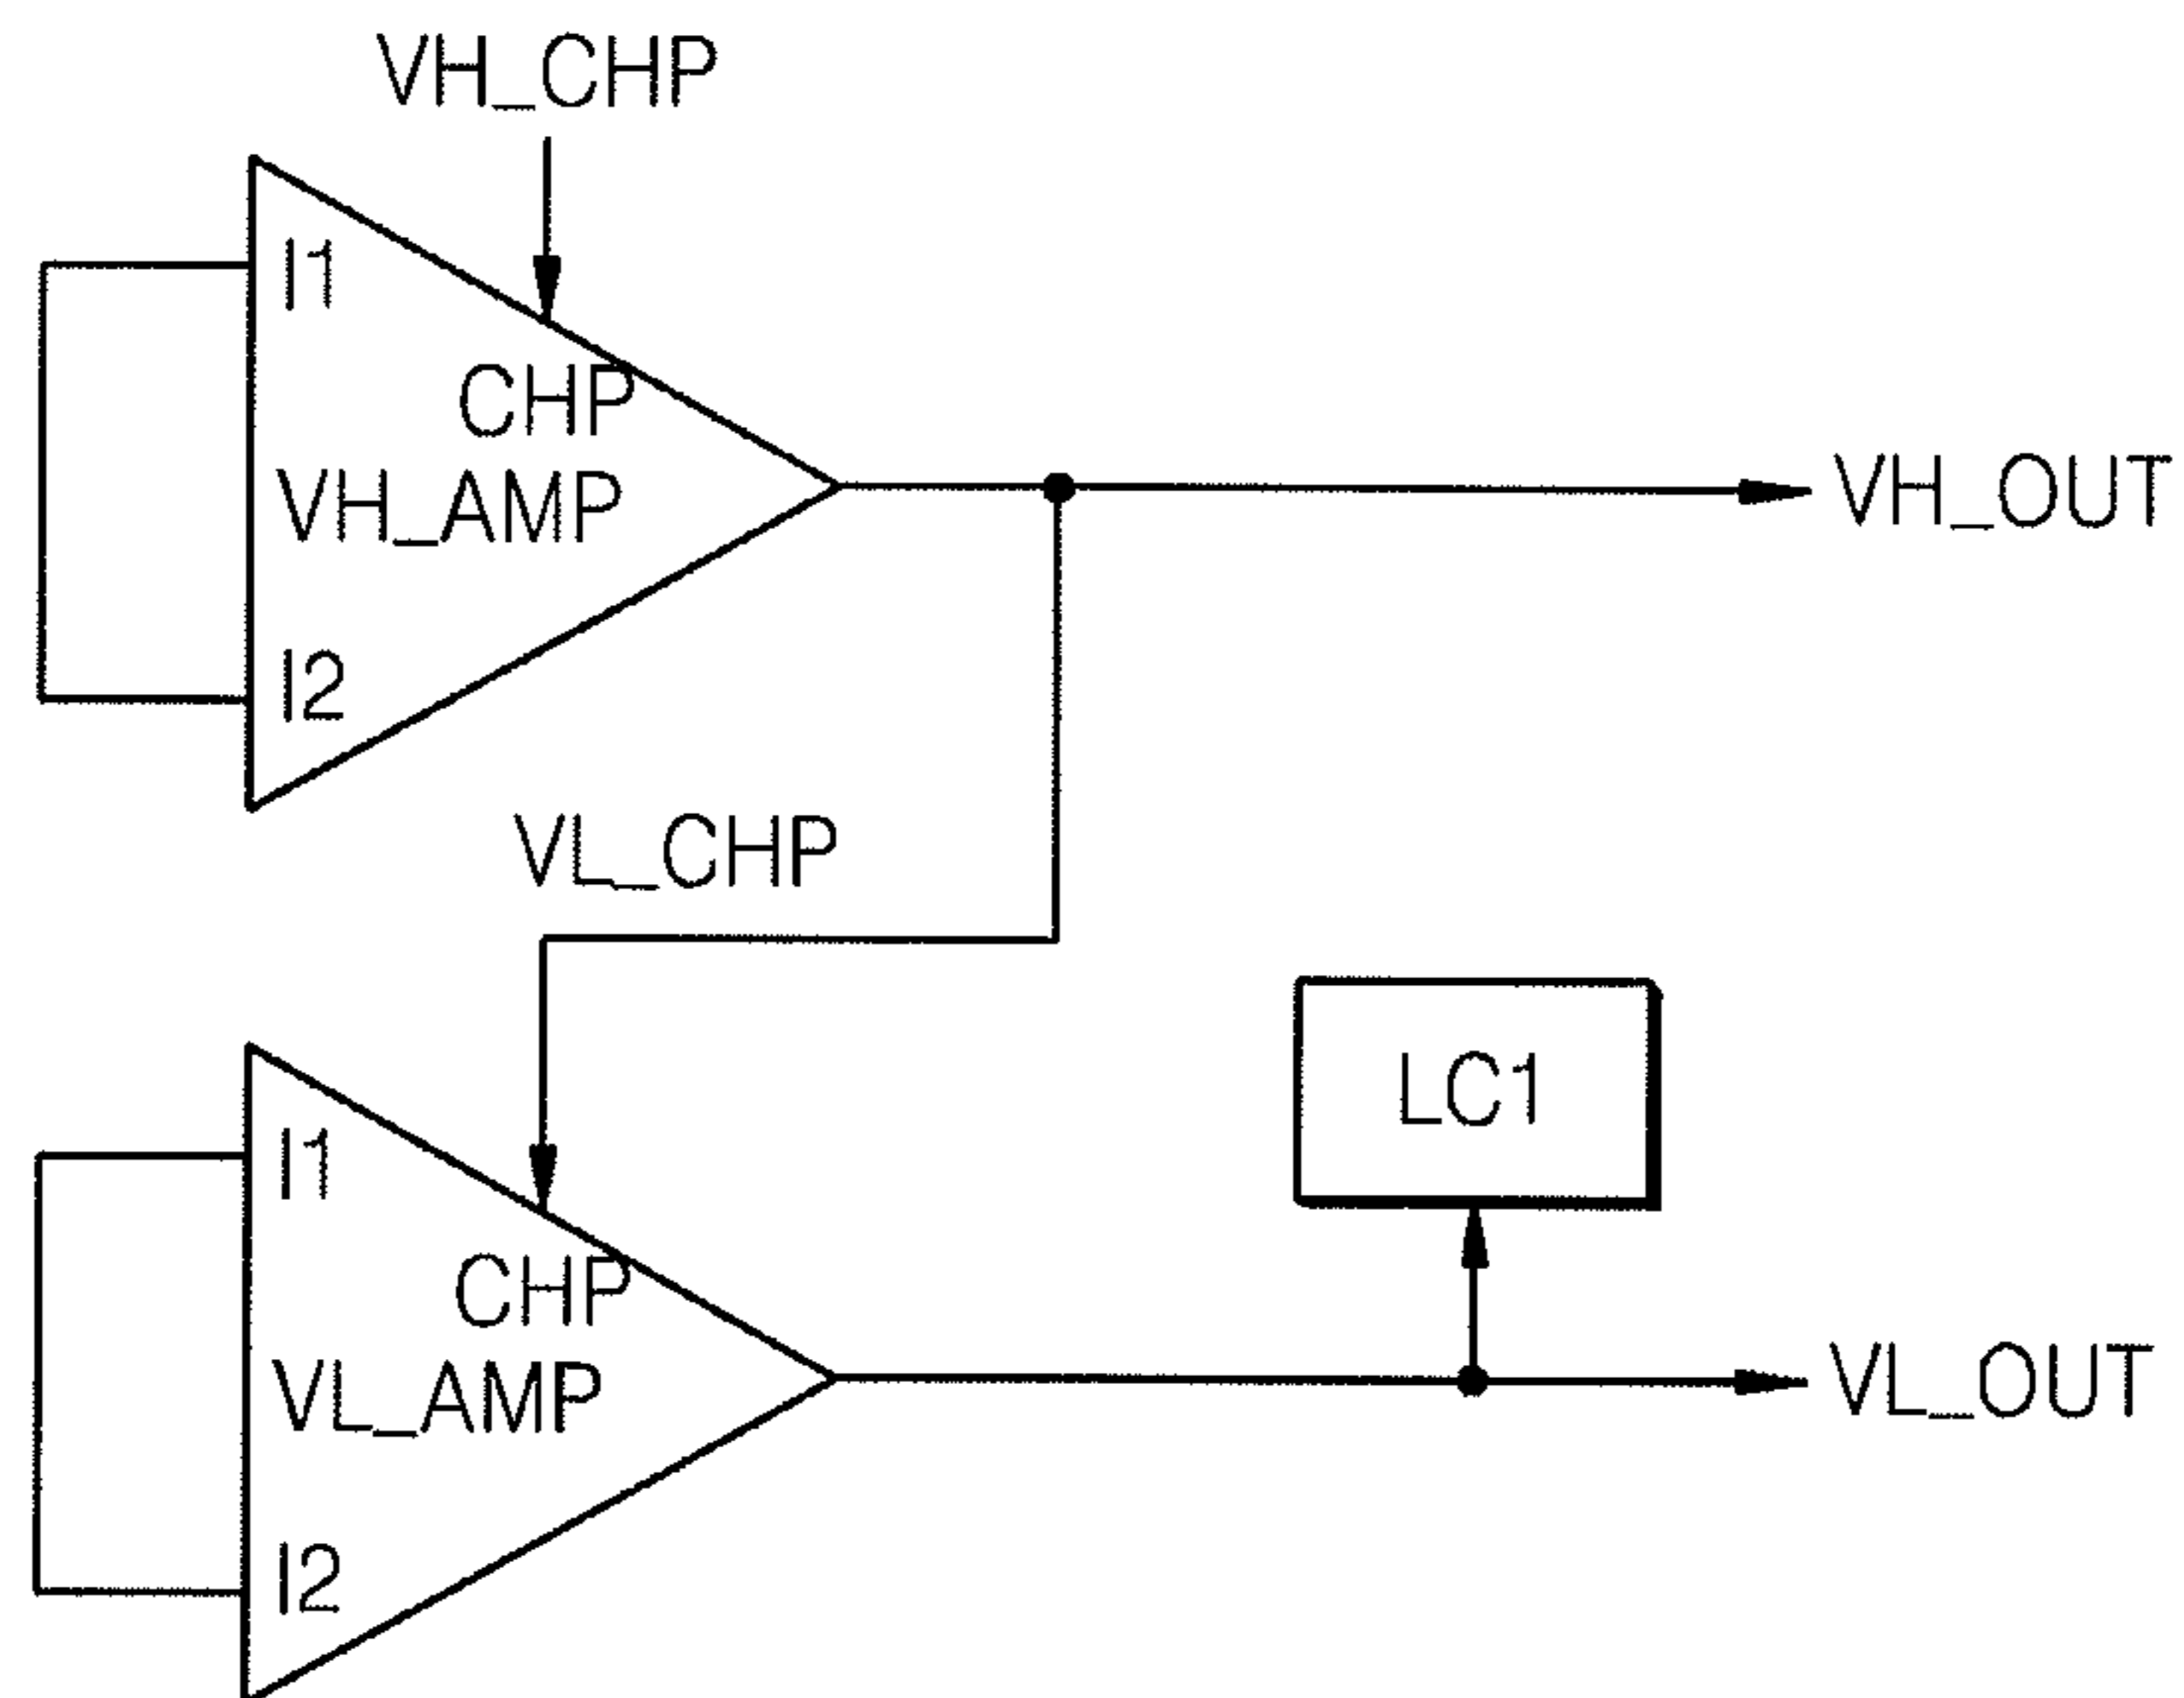 VH_CHP
I1
CHP
VH_AMP
VH_OUT
I2
VL_CHP
LC1
I1
CHP
VL_AMP
VL_OUT
I2